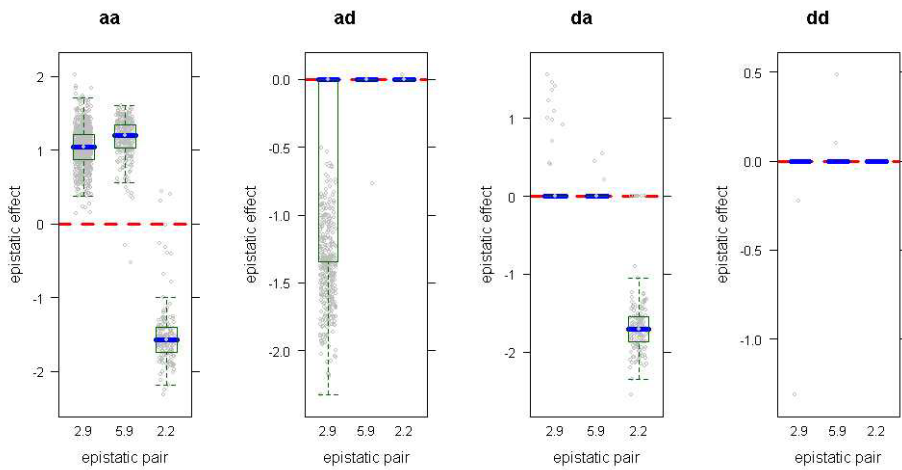 aa ad da dd
2 0.0 1 0.5
1 -0.5 0 0.0
0 -1.0 -1 -0.5
-1 -1.5 -2 -1.0
-2 -2.0
epistatic effect epistatic effect epistatic effect epistatic effect
2.9 5.9 2.2 2.9 5.9 2.2 2.9 5.9 2.2 2.9 5.9 2.2
epistatic pair epistatic pair epistatic pair epistatic pair